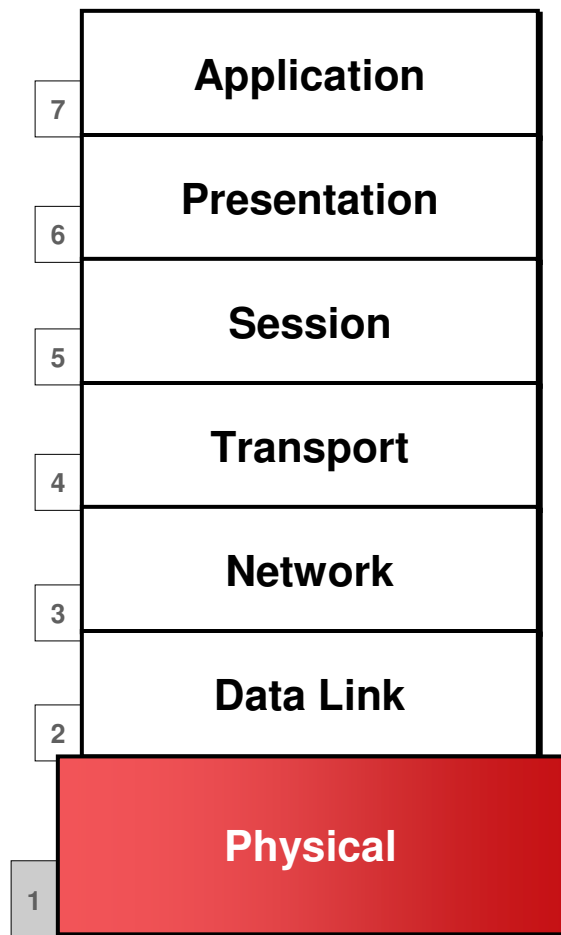 Application
7
Presentation
6
Session
5
Transport
4
Network
3
Data Link
2
Physical
1